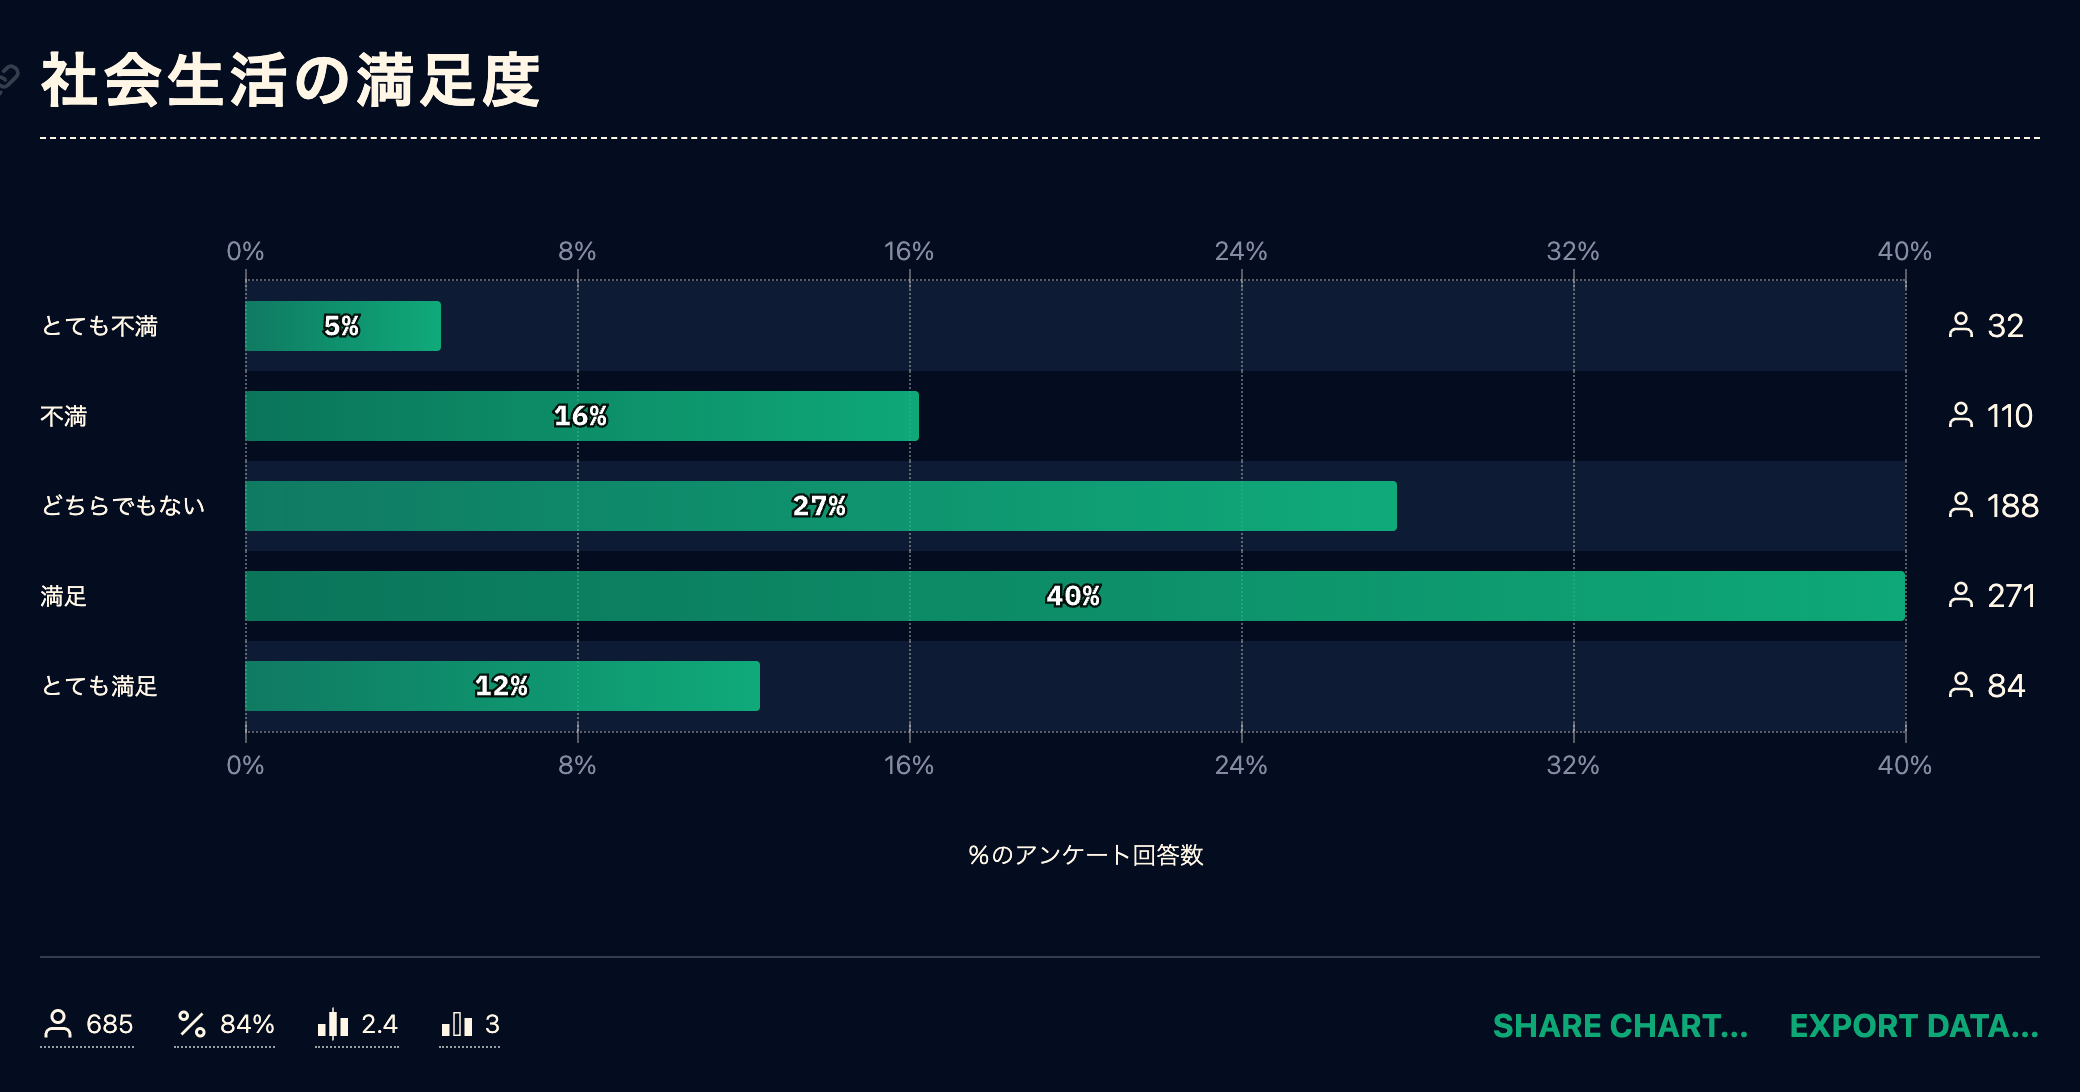 社会生活の満足度
0% 8% 16% 24% 32% 40%
とても不満 5% 32
不満 16% 110
どちらでもない 27% 188
満足 40% 271
とても満足 12% 84
0% 8% 16% 24% 32% 40%
%のアンケート回答数
685 84% 2.4 3 SHARE CHART... EXPORT DATA...